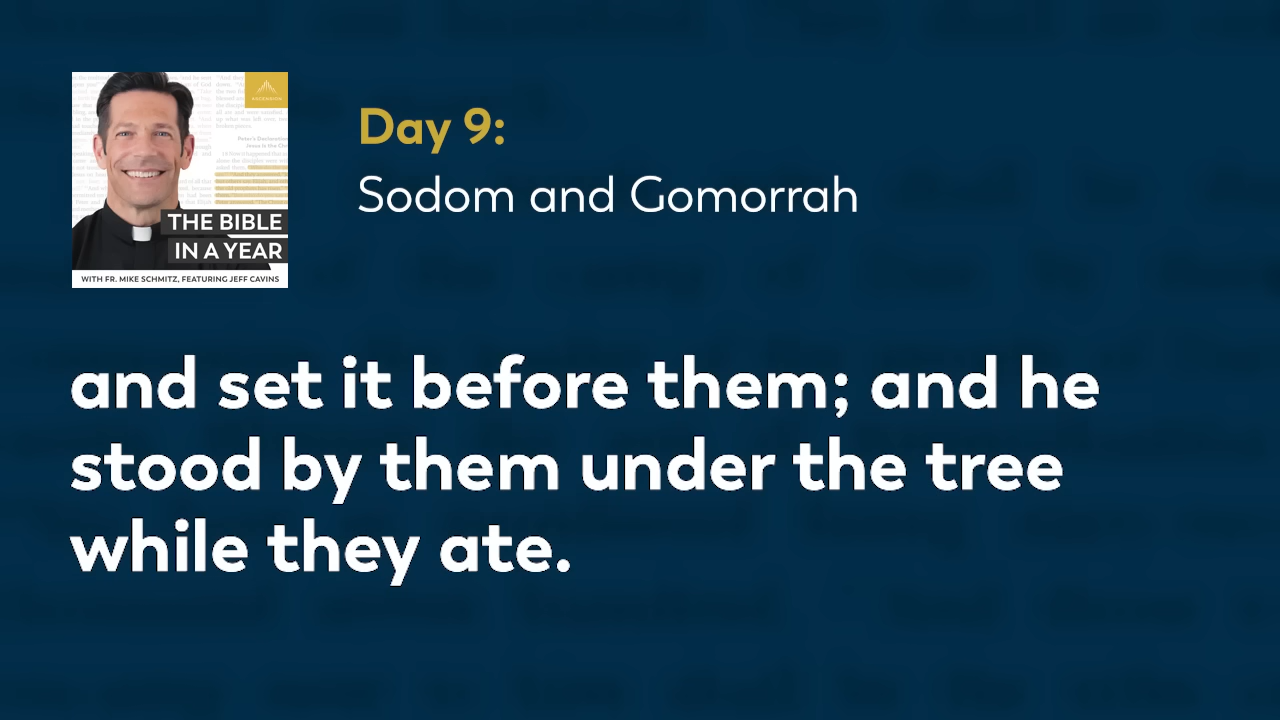 ASCENSION
THE BIBLE
IN A YEAR
WITH FR. MIKE SCHMITZ, FEATURING JEFF CAVINS
Day 9:
Sodom and Gomorrah
and set it before them; and he
stood by them under the tree
while they ate.